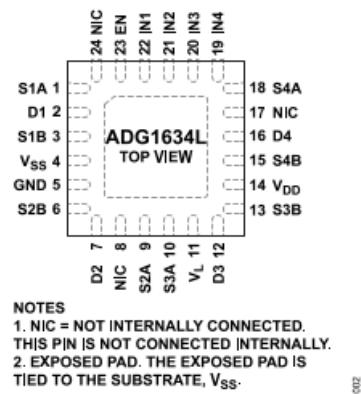 24 NIC
23 EN
22 IN1
21 IN2
20 IN3
19 IN4
S1A 1
D1 2
S1B 3
VSS 4
GND 5
S2B 6
ADG1634L
TOP VIEW
18 S4A
17 NIC
16 D4
15 S4B
14 VDD
13 S3B
D2 7
NIC 8
S2A 9
S3A 10
VL 11
D3 12
NOTES
1. NIC = NOT INTERNALLY CONNECTED.
THIS PIN IS NOT CONNECTED INTERNALLY.
2. EXPOSED PAD. THE EXPOSED PAD IS
TIED TO THE SUBSTRATE, VSS.
002